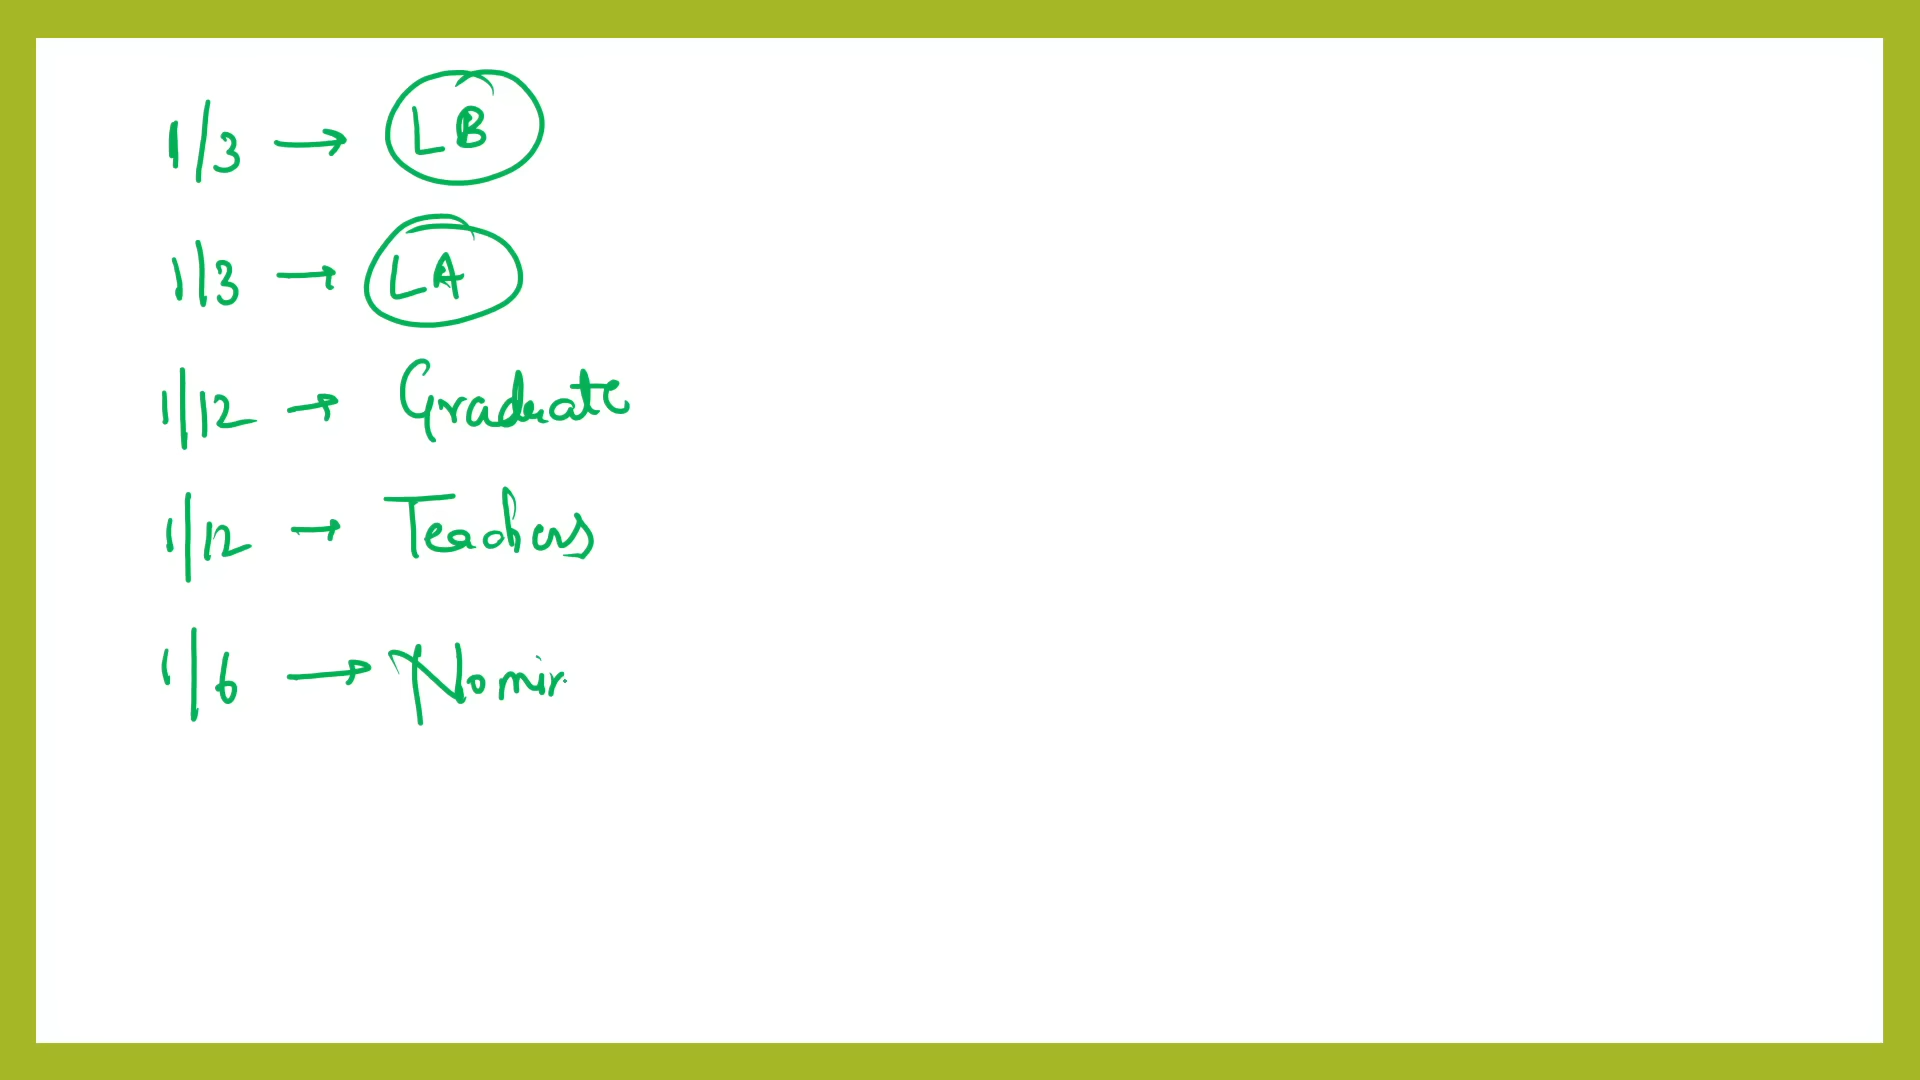 1/3 → LB
1/3 → LA
1/12 → Graduate
1/12 → Teachers
1/6 → Nomin